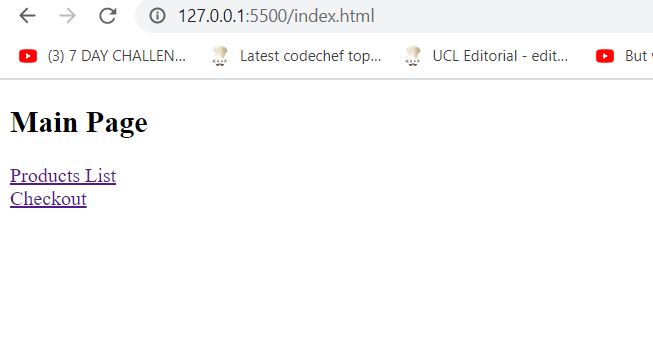 127.0.0.1:5500/index.html
(3) 7 DAY CHALLEN... Latest codechef top... UCL Editorial - edit... But
Main Page
Products List
Checkout